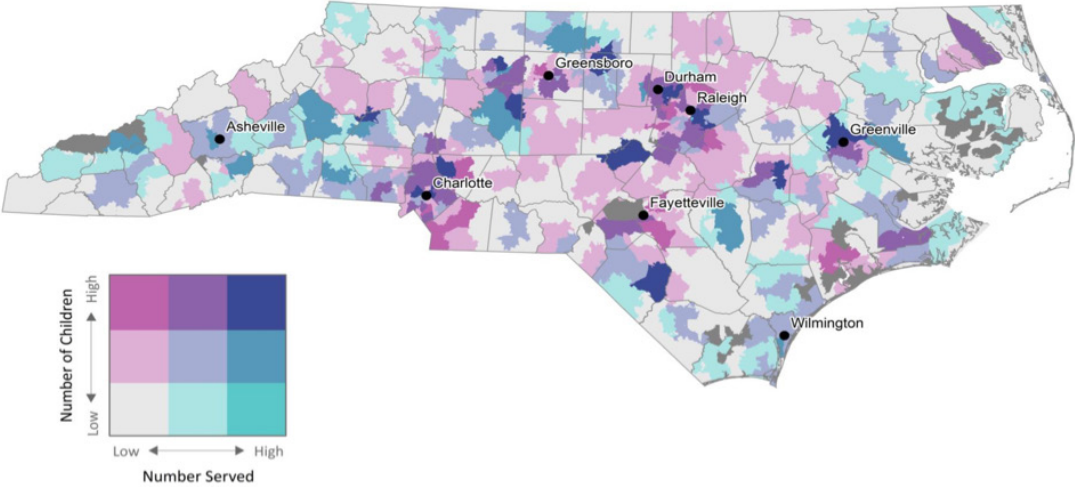 Greensboro
Durham
Raleigh
Asheville
Greenville
Charlotte
Fayetteville
Wilmington
High
Number of Children
Low
Low
High
Number Served